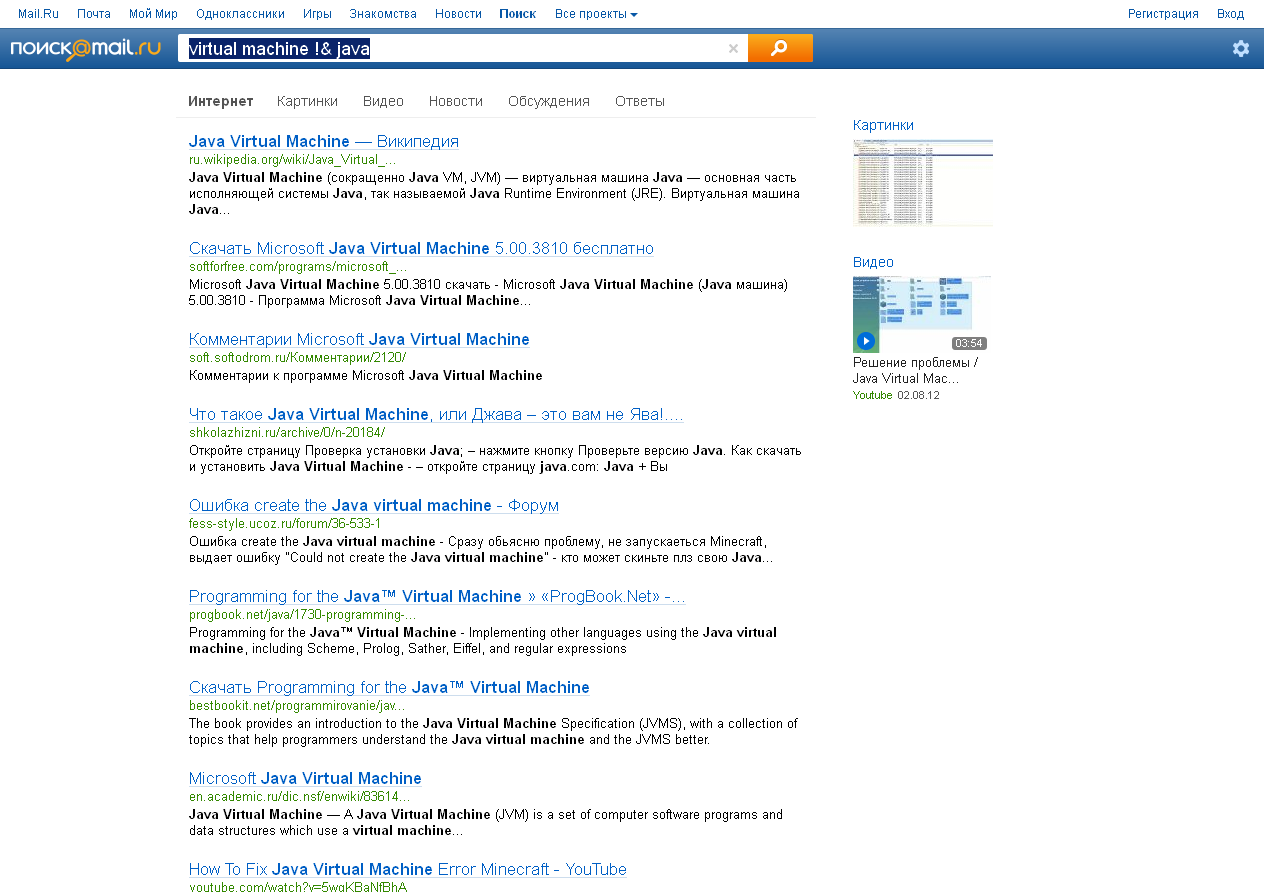 Mail.Ru Почта Мой Мир Одноклассники Игры Знакомства Новости Поиск Все проекты Регистрация Вход
поиск@mail.ru virtual machine !& java
Интернет Картинки Видео Новости Обсуждения Ответы
Java Virtual Machine — Википедия
ru.wikipedia.org/wiki/Java_Virtual_...
Java Virtual Machine (сокращенно Java VM, JVM) — виртуальная машина Java — основная часть
исполняющей системы Java, так называемой Java Runtime Environment (JRE). Виртуальная машина
Java...
Скачать Microsoft Java Virtual Machine 5.00.3810 бесплатно
softforfree.com/programs/microsoft_...
Microsoft Java Virtual Machine 5.00.3810 скачать - Microsoft Java Virtual Machine (Java машина)
5.00.3810 - Программа Microsoft Java Virtual Machine...
Комментарии Microsoft Java Virtual Machine
soft.softodrom.ru/Комментарии/2120/
Комментарии к программе Microsoft Java Virtual Machine
Что такое Java Virtual Machine, или Джава – это вам не Ява!....
shkolazhizni.ru/archive/0/n-20184/
Откройте страницу Проверка установки Java; – нажмите кнопку Проверьте версию Java. Как скачать
и установить Java Virtual Machine - – откройте страницу java.com: Java + Вы
Ошибка create the Java virtual machine - Форум
fess-style.ucoz.ru/forum/36-533-1
Ошибка create the Java virtual machine - Сразу обьясню проблему, не запускаеться Minecraft,
выдает ошибку "Could not create the Java virtual machine" - кто может скиньте плз свою Java...
Programming for the Java™ Virtual Machine » «ProgBook.Net» -...
progbook.net/java/1730-programming-...
Programming for the Java™ Virtual Machine - Implementing other languages using the Java virtual
machine, including Scheme, Prolog, Sather, Eiffel, and regular expressions
Скачать Programming for the Java™ Virtual Machine
bestbookit.net/programmirovanie/jav...
The book provides an introduction to the Java Virtual Machine Specification (JVMS), with a collection of
topics that help programmers understand the Java virtual machine and the JVMS better.
Microsoft Java Virtual Machine
en.academic.ru/dic.nsf/enwiki/83614...
Java Virtual Machine — A Java Virtual Machine (JVM) is a set of computer software programs and
data structures which use a virtual machine...
How To Fix Java Virtual Machine Error Minecraft - YouTube
youtube.com/watch?v=5wgKBaNfBhA
Картинки
Видео
03:54
Решение проблемы /
Java Virtual Mac...
Youtube 02.08.12